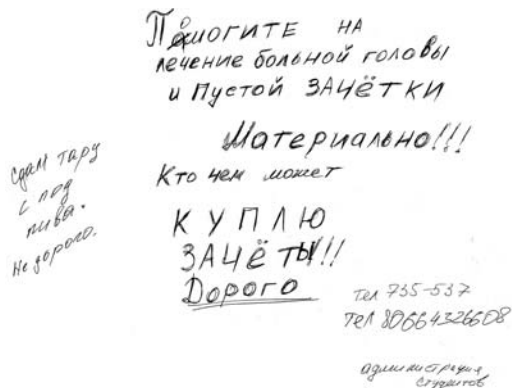 Помогите на
лечение больной головы
и Пустой ЗАЧЁТКИ
Материально!!!
Кто чем может
КУПЛЮ
ЗАЧЁТЫ!!!
Дорого
Сдам тару
с под
пива.
Не дорого.
Тел 735-537
Тел 80664326608
администрация
студентов